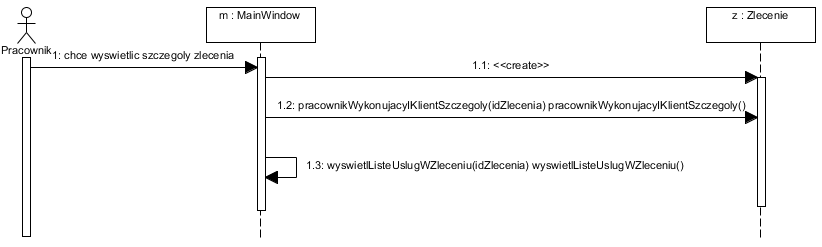 m : MainWindow
z : Zlecenie
Pracownik
1: chce wyswietlic szczegoly zlecenia
1.1: <<create>>
1.2: pracownikWykonujacyIKlientSzczegoly(idZlecenia) pracownikWykonujacyIKlientSzczegoly()
1.3: wyswietlListeUslugWZleceniu(idZlecenia) wyswietlListeUslugWZleceniu()